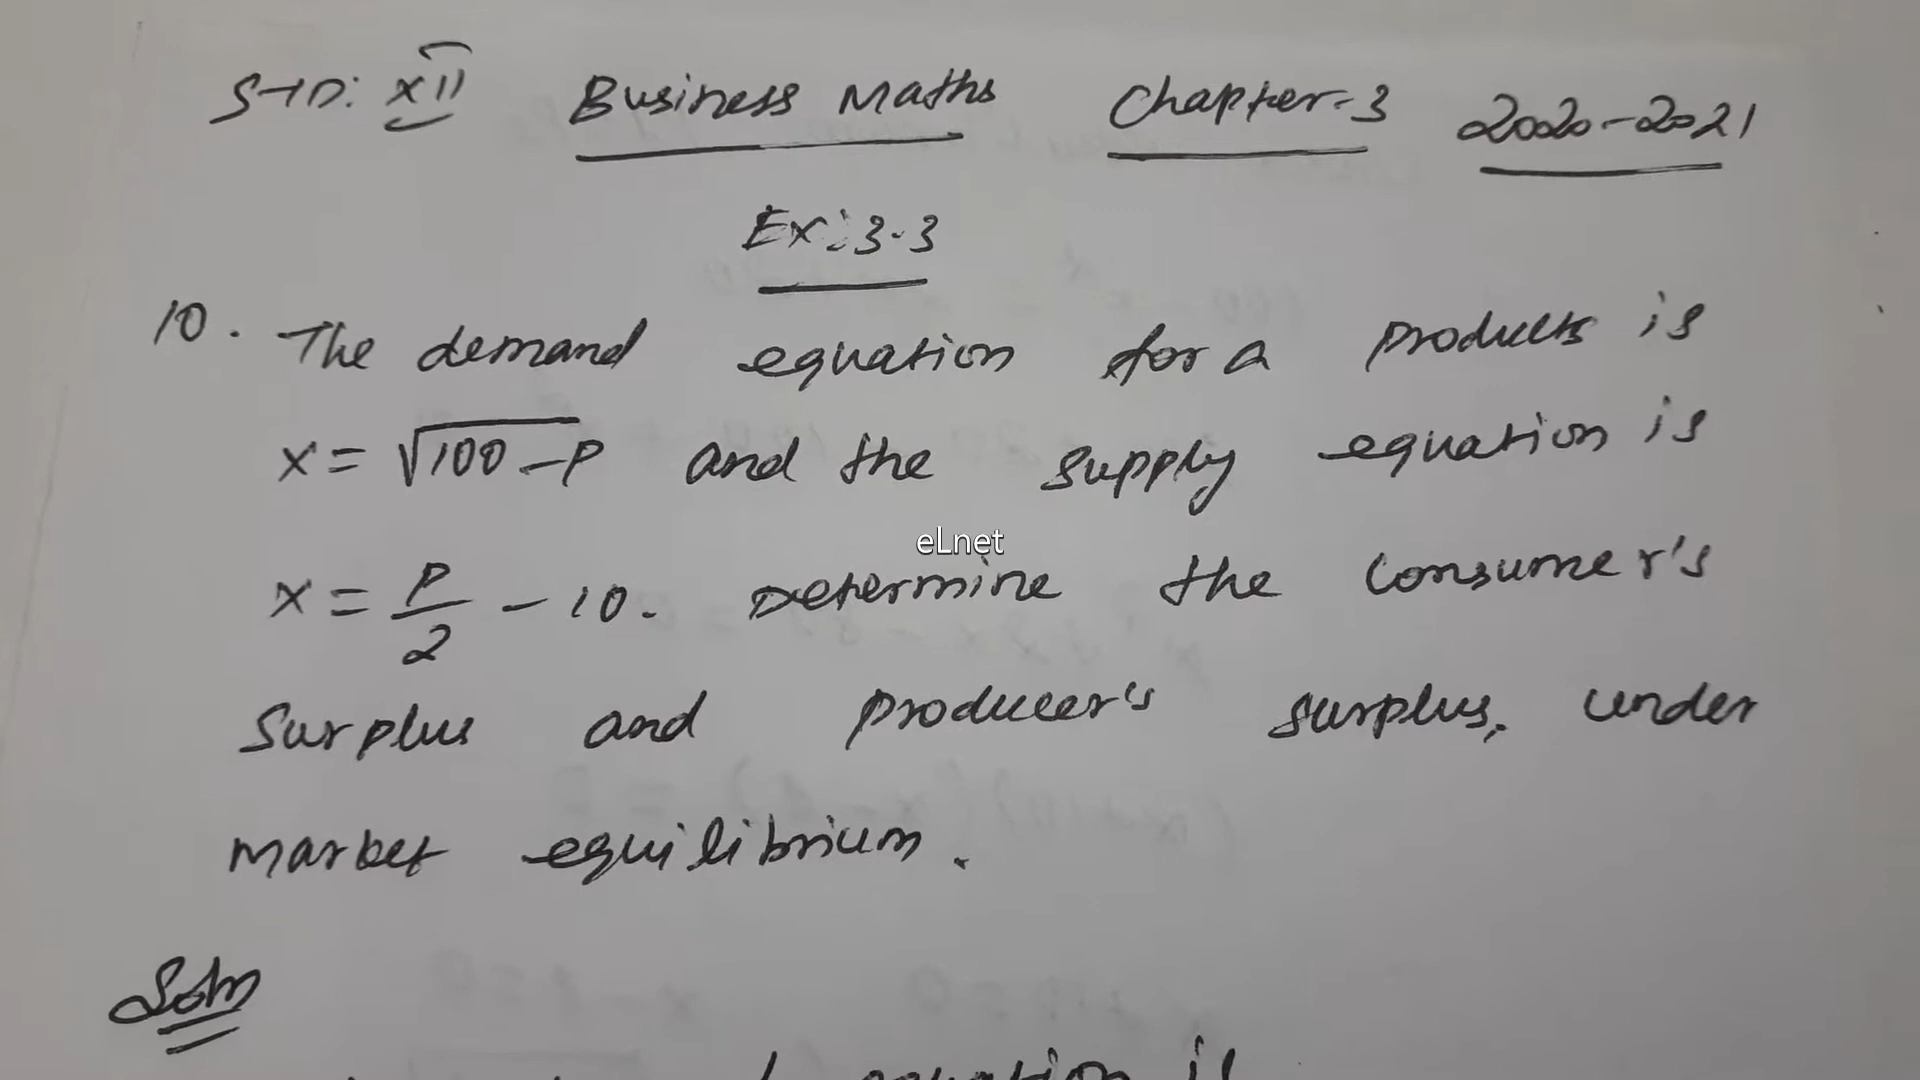 STD: XII Business Maths Chapter-3 2020-2021
Ex: 3.3
10. The demand equation for a products is
x = √100-p and the supply equation is
eLnet
x = p/2 - 10. Determine the consumer's
surplus and producer's surplus, under
market equilibrium.
Soln
equation is